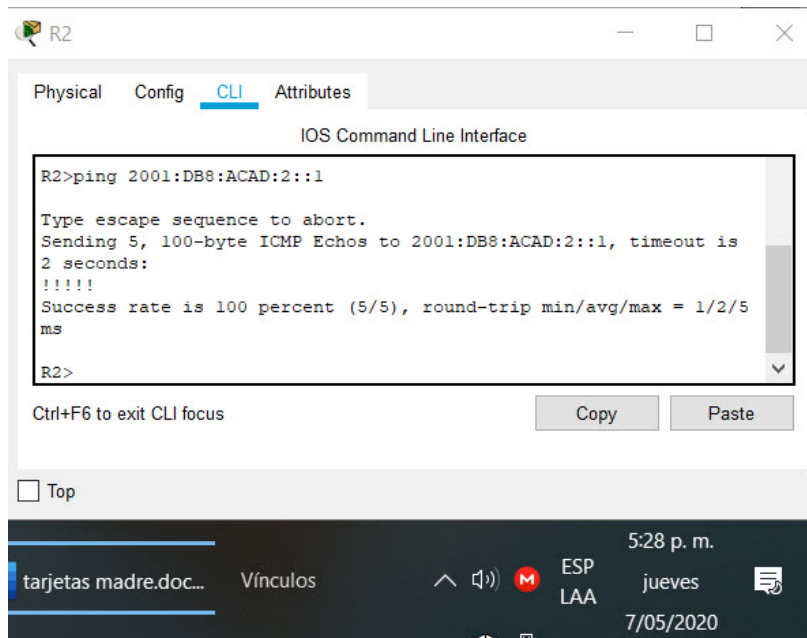 R2
Physical Config CLI Attributes
IOS Command Line Interface
R2>ping 2001:DB8:ACAD:2::1
Type escape sequence to abort.
Sending 5, 100-byte ICMP Echos to 2001:DB8:ACAD:2::1, timeout is
2 seconds:
!!!!!
Success rate is 100 percent (5/5), round-trip min/avg/max = 1/2/5
ms
R2>
Ctrl+F6 to exit CLI focus
Copy
Paste
Top
5:28 p. m.
tarjetas madre.doc...
Vínculos
M
ESP
LAA
jueves
7/05/2020